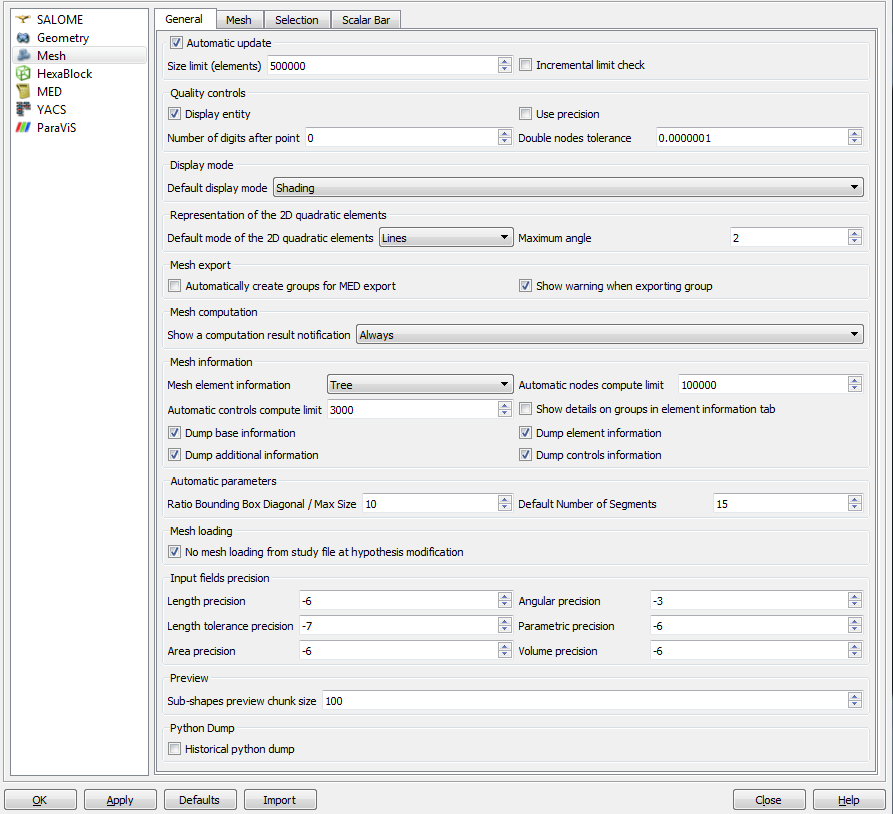 SALOME
Geometry
Mesh
HexaBlock
MED
YACS
ParaViS
General Mesh Selection Scalar Bar
Automatic update
Size limit (elements) 500000 Incremental limit check
Quality controls
Display entity Use precision
Number of digits after point 0 Double nodes tolerance 0.0000001
Display mode
Default display mode Shading
Representation of the 2D quadratic elements
Default mode of the 2D quadratic elements Lines Maximum angle 2
Mesh export
Automatically create groups for MED export Show warning when exporting group
Mesh computation
Show a computation result notification Always
Mesh information
Mesh element information Tree Automatic nodes compute limit 100000
Automatic controls compute limit 3000 Show details on groups in element information tab
Dump base information Dump element information
Dump additional information Dump controls information
Automatic parameters
Ratio Bounding Box Diagonal / Max Size 10 Default Number of Segments 15
Mesh loading
No mesh loading from study file at hypothesis modification
Input fields precision
Length precision -6 Angular precision -3
Length tolerance precision -7 Parametric precision -6
Area precision -6 Volume precision -6
Preview
Sub-shapes preview chunk size 100
Python Dump
Historical python dump
OK Apply Defaults Import Close Help